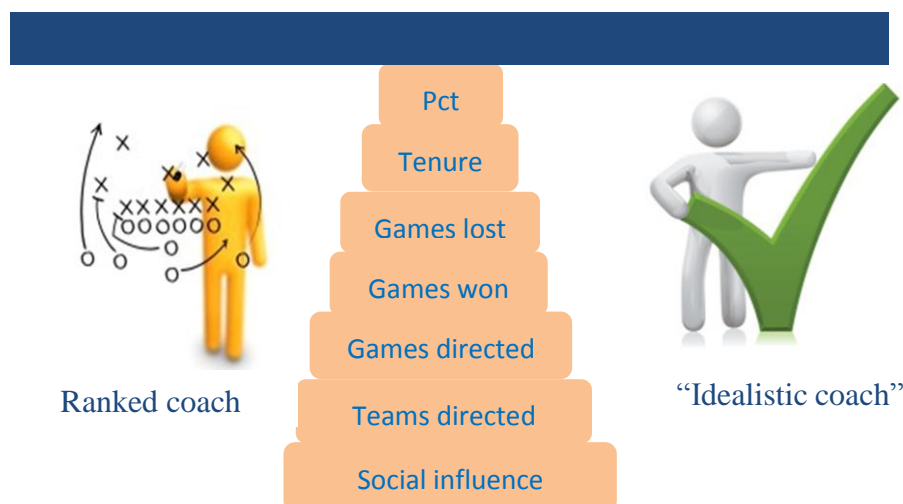 Pct
Tenure
Games lost
Games won
Games directed
Ranked coach
“Idealistic coach”
Teams directed
Social influence